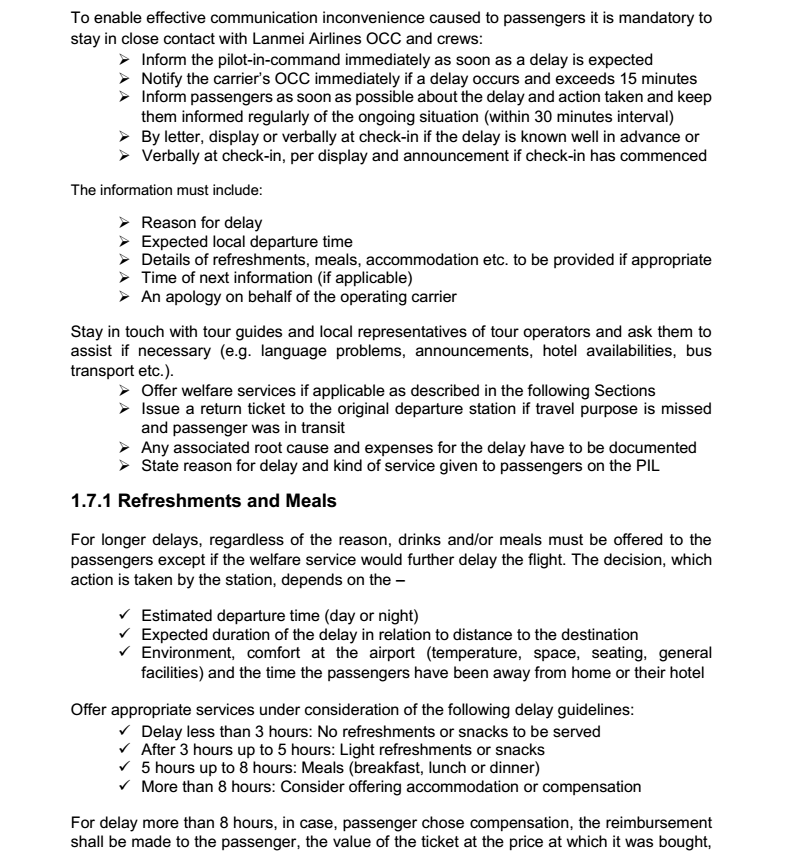 To enable effective communication inconvenience caused to passengers it is mandatory to
stay in close contact with Lanmei Airlines OCC and crews:
➢ Inform the pilot-in-command immediately as soon as a delay is expected
➢ Notify the carrier's OCC immediately if a delay occurs and exceeds 15 minutes
➢ Inform passengers as soon as possible about the delay and action taken and keep
them informed regularly of the ongoing situation (within 30 minutes interval)
➢ By letter, display or verbally at check-in if the delay is known well in advance or
➢ Verbally at check-in, per display and announcement if check-in has commenced
The information must include:
➢ Reason for delay
➢ Expected local departure time
➢ Details of refreshments, meals, accommodation etc. to be provided if appropriate
➢ Time of next information (if applicable)
➢ An apology on behalf of the operating carrier
Stay in touch with tour guides and local representatives of tour operators and ask them to
assist if necessary (e.g. language problems, announcements, hotel availabilities, bus
transport etc.).
➢ Offer welfare services if applicable as described in the following Sections
➢ Issue a return ticket to the original departure station if travel purpose is missed
and passenger was in transit
➢ Any associated root cause and expenses for the delay have to be documented
➢ State reason for delay and kind of service given to passengers on the PIL
1.7.1 Refreshments and Meals
For longer delays, regardless of the reason, drinks and/or meals must be offered to the
passengers except if the welfare service would further delay the flight. The decision, which
action is taken by the station, depends on the –
✓ Estimated departure time (day or night)
✓ Expected duration of the delay in relation to distance to the destination
✓ Environment, comfort at the airport (temperature, space, seating, general
facilities) and the time the passengers have been away from home or their hotel
Offer appropriate services under consideration of the following delay guidelines:
✓ Delay less than 3 hours: No refreshments or snacks to be served
✓ After 3 hours up to 5 hours: Light refreshments or snacks
✓ 5 hours up to 8 hours: Meals (breakfast, lunch or dinner)
✓ More than 8 hours: Consider offering accommodation or compensation
For delay more than 8 hours, in case, passenger chose compensation, the reimbursement
shall be made to the passenger, the value of the ticket at the price at which it was bought,